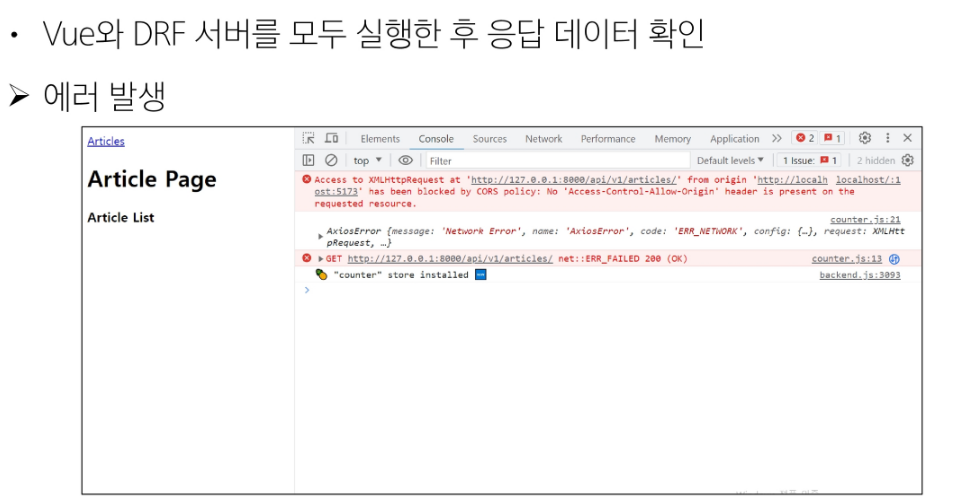 • Vue와 DRF 서버를 모두 실행한 후 응답 데이터 확인
➢ 에러 발생
Articles
Article Page
Article List
Elements Console Sources Network Performance Memory Application 2 1
top Filter Default levels 1 Issue: 1 2 hidden
Access to XMLHttpRequest at 'http://127.0.0.1:8000/api/v1/articles/' from origin 'http://localh localhost/:1
ost:5173' has been blocked by CORS policy: No 'Access-Control-Allow-Origin' header is present on the
requested resource.
counter.js:21
AxiosError {message: 'Network Error', name: 'AxiosError', code: 'ERR_NETWORK', config: {…}, request: XMLHtt
pRequest, …}
GET http://127.0.0.1:8000/api/v1/articles/ net::ERR_FAILED 200 (OK) counter.js:13
"counter" store installed backend.js:3093